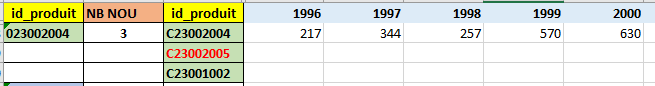 id_produit NB NOU id_produit 1996 1997 1998 1999 2000
023002004 3 C23002004 217 344 257 570 630
C23002005
C23001002